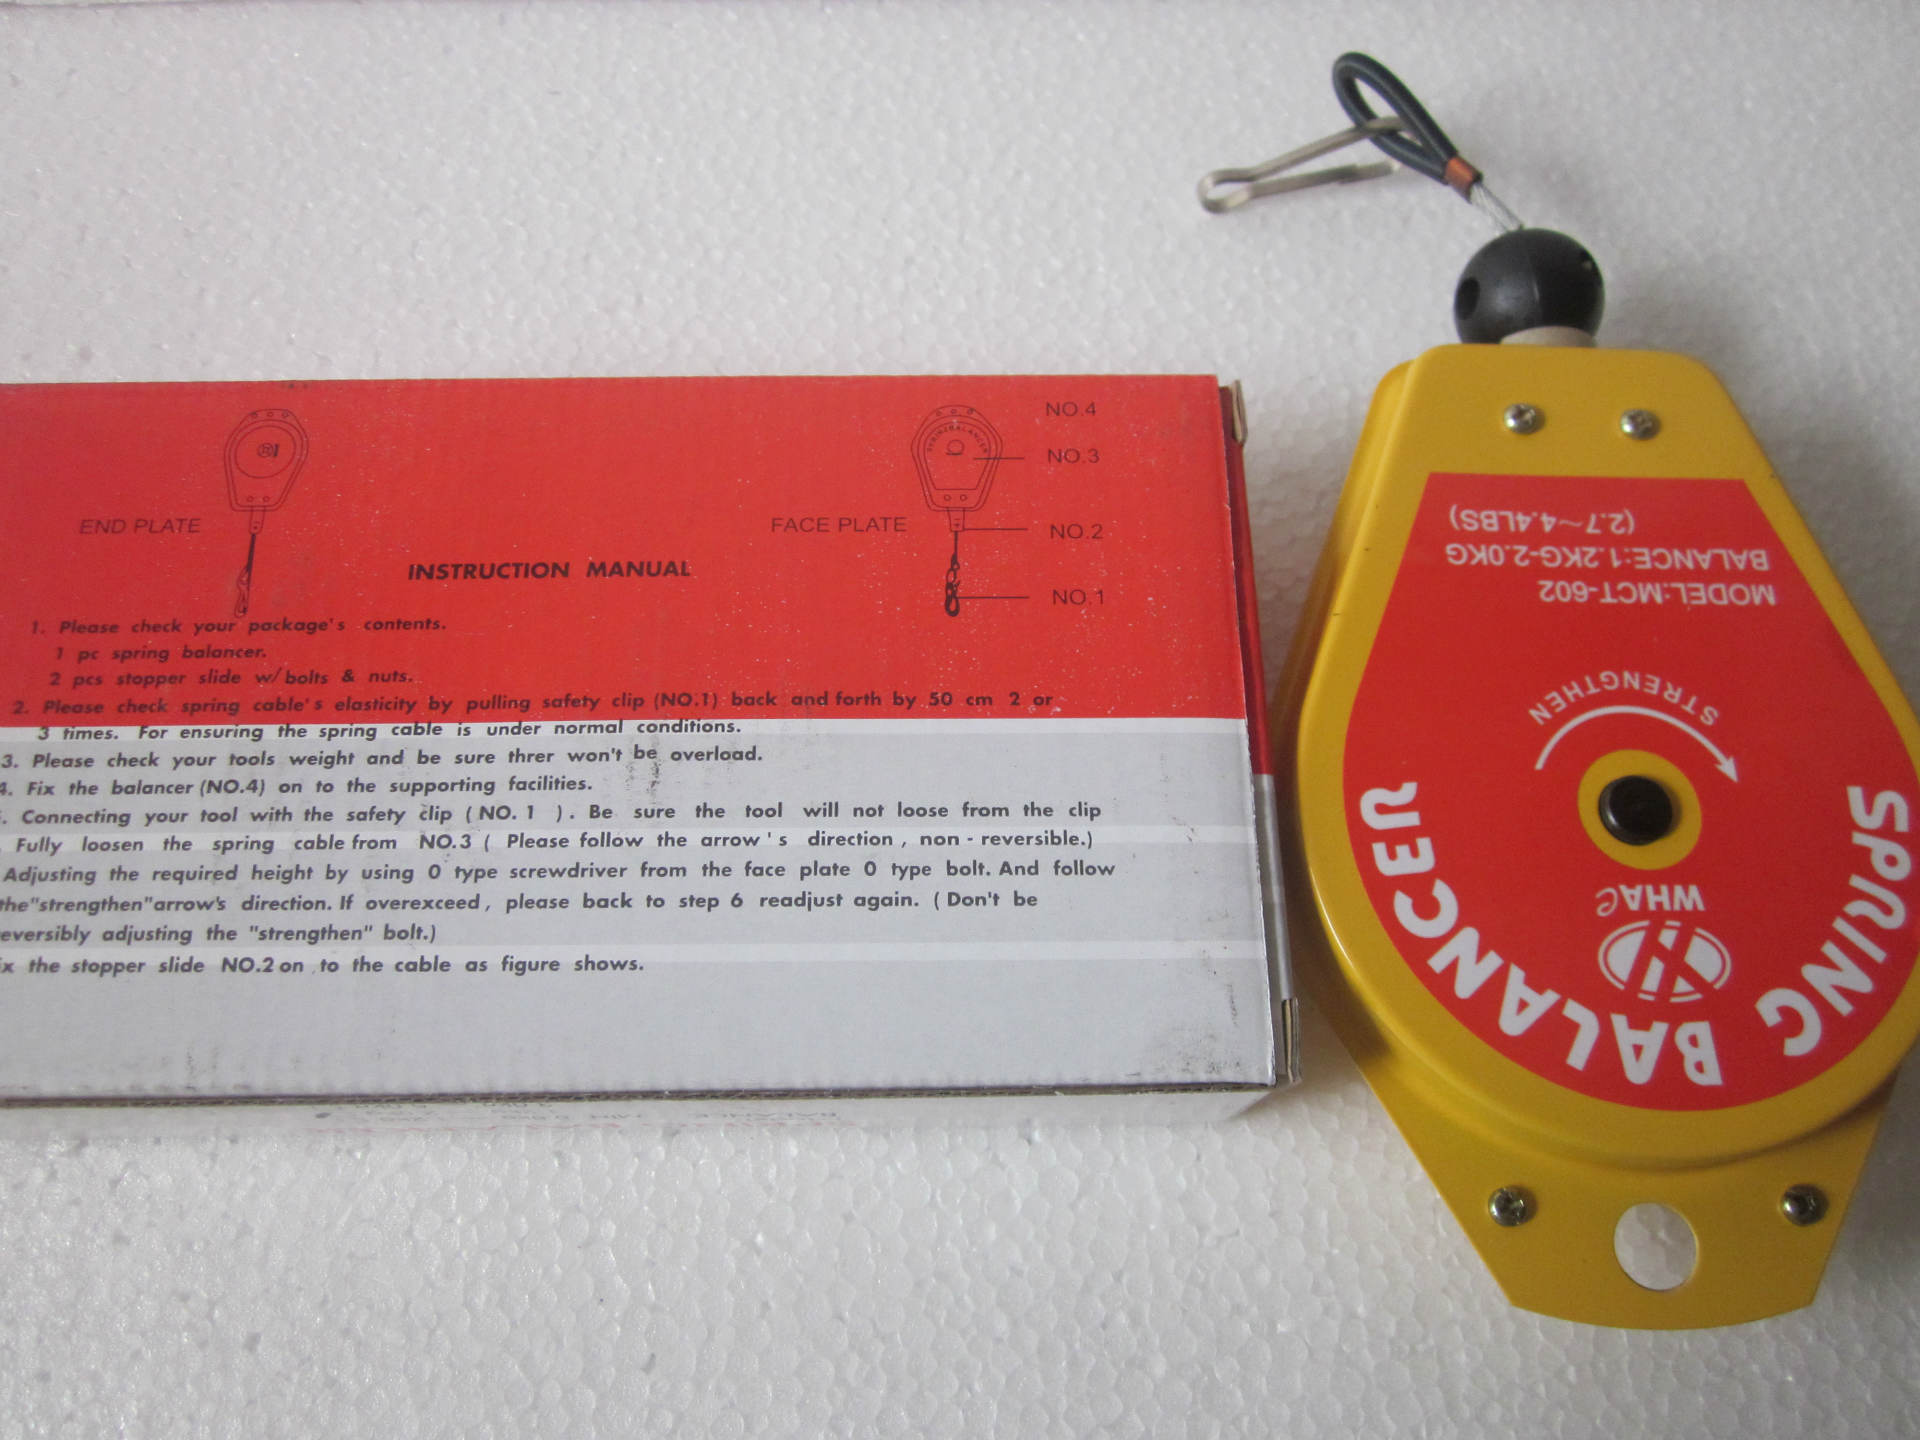 NO.4
NO.3
END PLATE
FACE PLATE
NO.2
INSTRUCTION MANUAL
NO.1
1. Please check your package's contents.
1 pc spring balancer.
2 pcs stopper slide w/bolts & nuts.
2. Please check spring cable's elasticity by pulling safety clip (NO.1) back and forth by 50 cm 2 or
3 times. For ensuring the spring cable is under normal conditions.
3. Please check your tools weight and be sure threr won't be overload.
4. Fix the balancer (NO.4) on to the supporting facilities.
. Connecting your tool with the safety clip ( NO. 1 ) . Be sure the tool will not loose from the clip
Fully loosen the spring cable from NO.3 ( Please follow the arrow ' s direction , non - reversible.)
Adjusting the required height by using 0 type screwdriver from the face plate 0 type bolt. And follow
the"strengthen"arrow's direction. If overexceed , please back to step 6 readjust again. ( Don't be
eversibly adjusting the "strengthen" bolt.)
ix the stopper slide NO.2 on to the cable as figure shows.
SPRING BALANCER
WHAC
STRENGTHEN
MODEL:MCT-602
BALANCE:1.2KG-2.0KG
(2.7~4.4LBS)